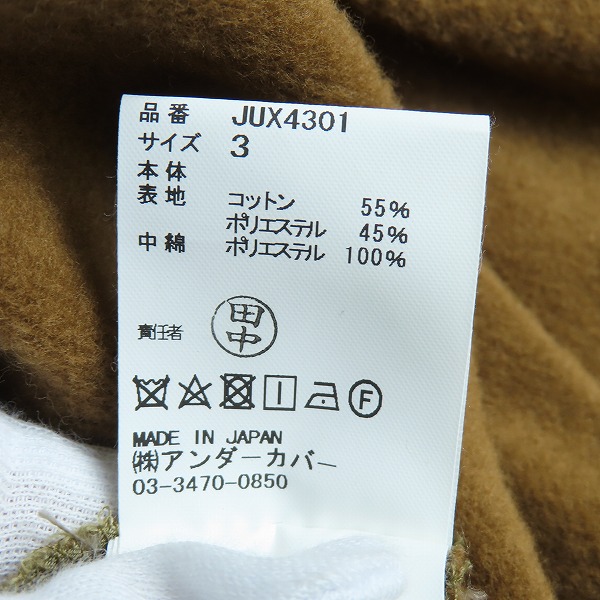 品番 JUX4301
サイズ 3
本体
表地 コットン 55%
ポリエステル 45%
中綿 ポリエステル 100%
責任者 田中
F
MADE IN JAPAN
(株)アンダーカバー
03-3470-0850